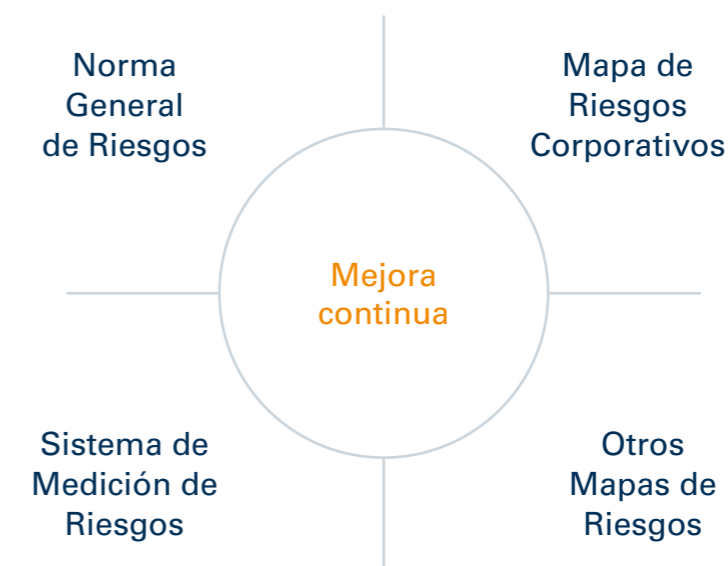 Norma
General
de Riesgos
Mapa de
Riesgos
Corporativos
Mejora
continua
Sistema de
Medición de
Riesgos
Otros
Mapas de
Riesgos